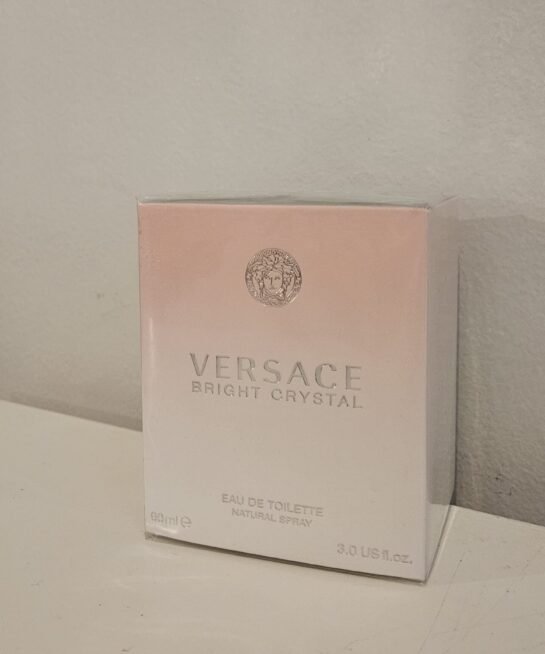 VERSACE
BRIGHT CRYSTAL
EAU DE TOILETTE
NATURAL SPRAY
90ml e
3.0 US fl.oz.